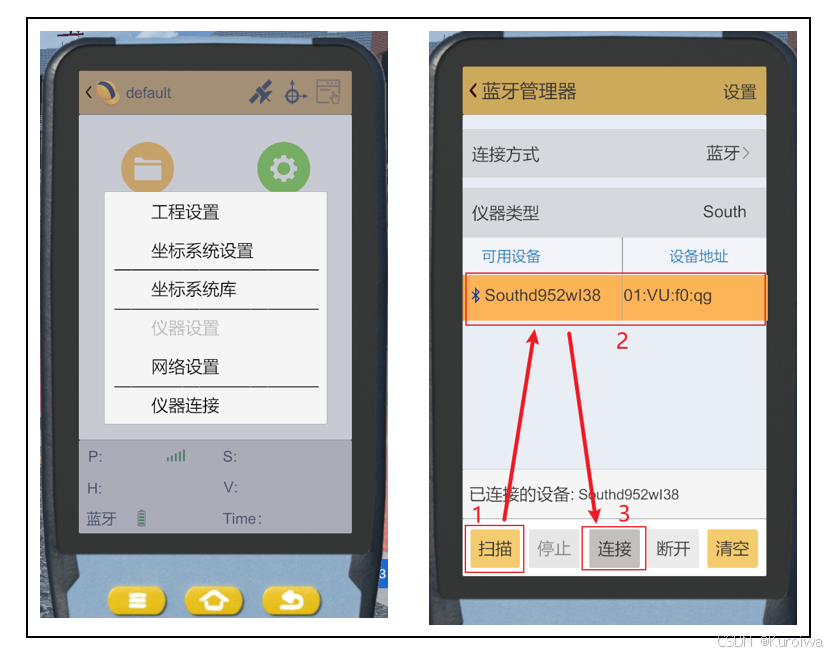 default
工程设置
坐标系统设置
坐标系统库
仪器设置
网络设置
仪器连接
P:
S:
H:
V:
蓝牙
Time:
蓝牙管理器
设置
连接方式
蓝牙
仪器类型
South
可用设备
设备地址
Southd952wl38
01:VU:f0:qg
2
已连接的设备: Southd952wl38
1
3
扫描
停止
连接
断开
清空
3
CSDN @Kuroiwa